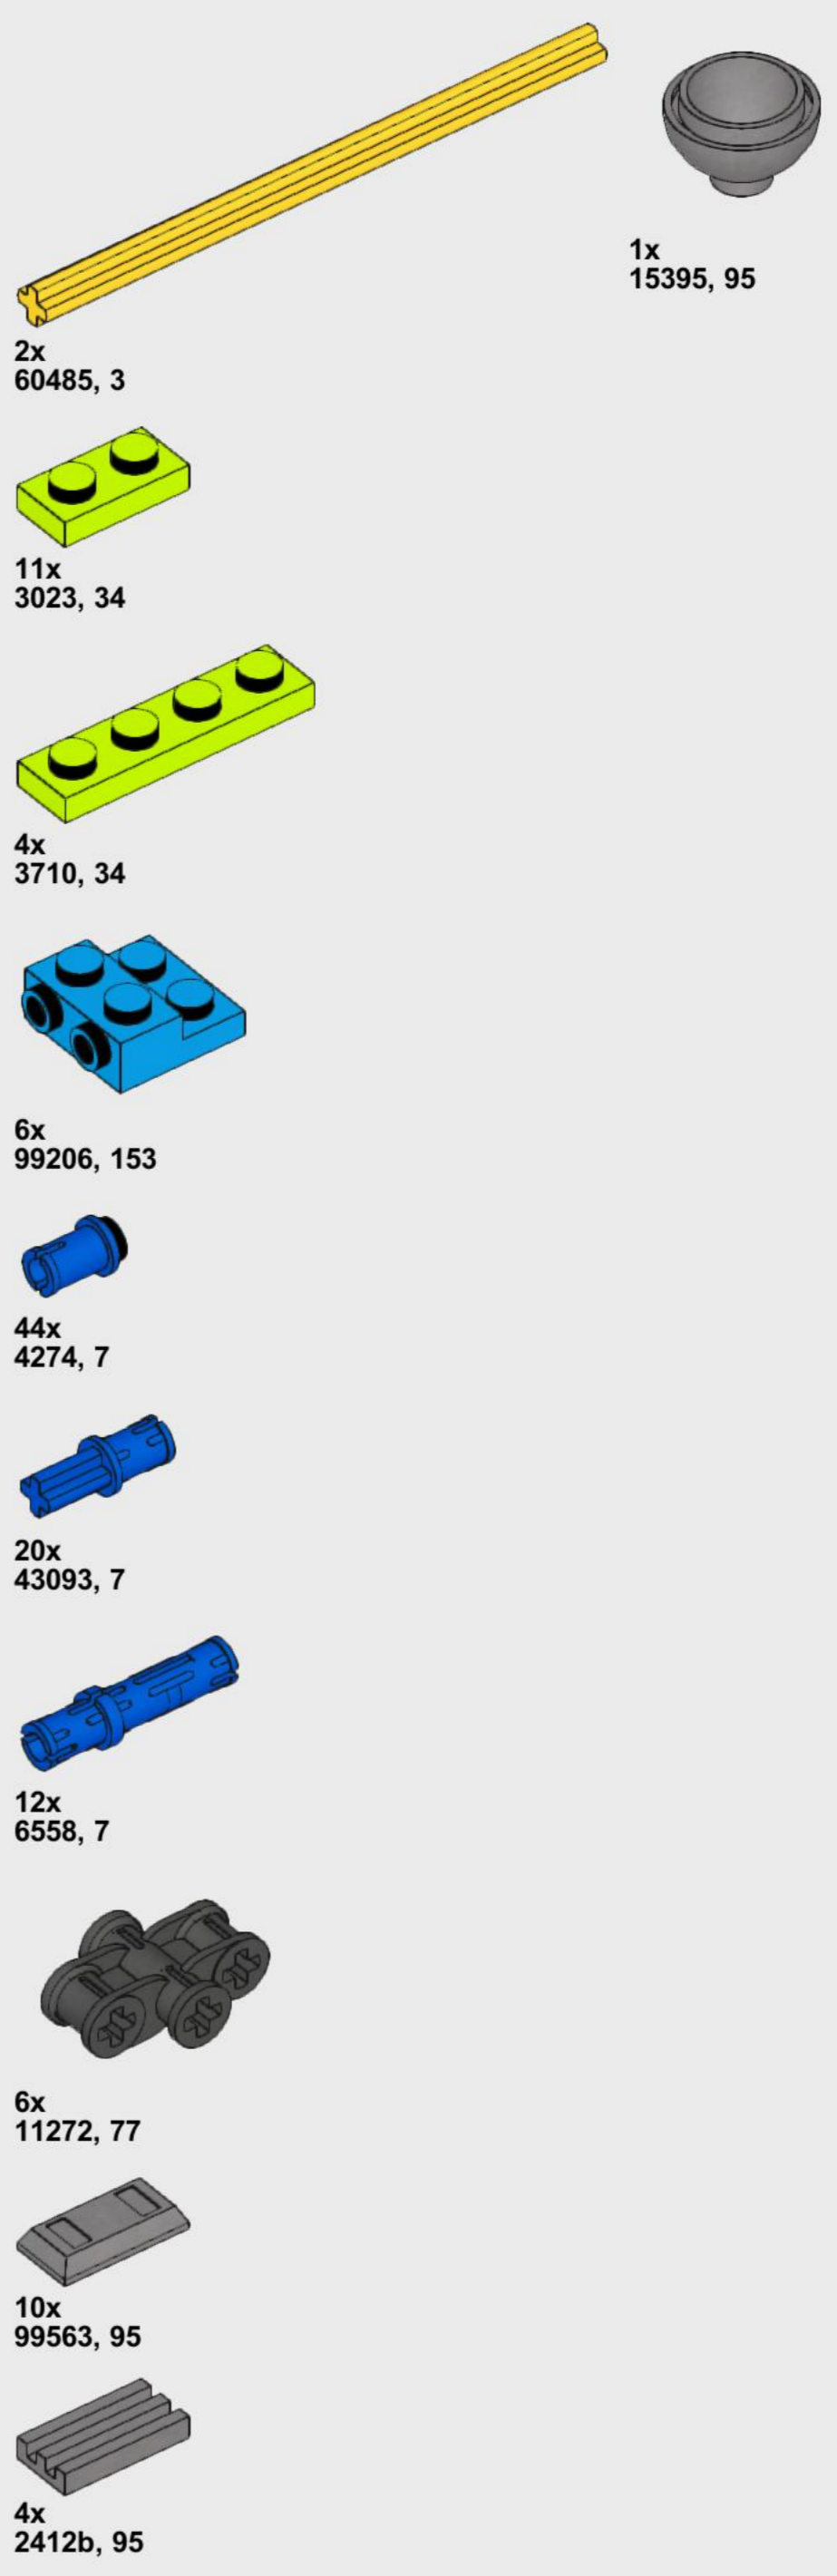 2x
60485, 3
1x
15395, 95
11x
3023, 34
4x
3710, 34
6x
99206, 153
44x
4274, 7
20x
43093, 7
12x
6558, 7
6x
11272, 77
10x
99563, 95
4x
2412b, 95